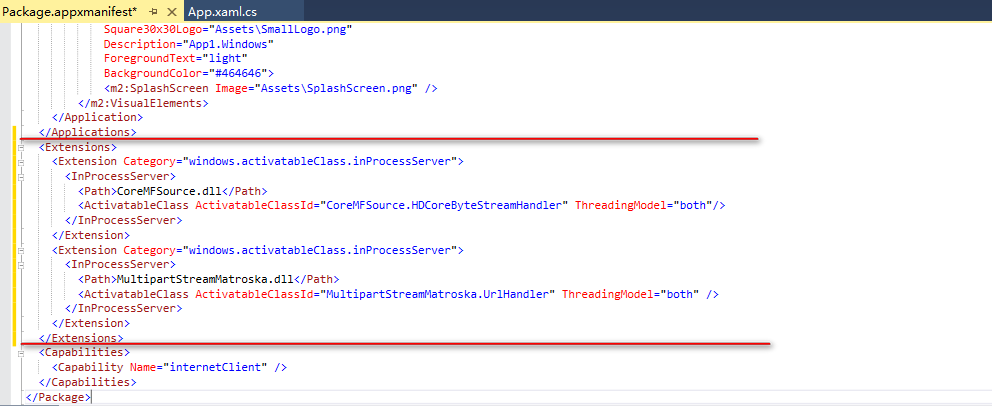 Package.appxmanifest* App.xaml.cs
Square30x30Logo="Assets\SmallLogo.png"
Description="App1.Windows"
ForegroundText="light"
BackgroundColor="#464646">
<m2:SplashScreen Image="Assets\SplashScreen.png" />
</m2:VisualElements>
</Application>
</Applications>
<Extensions>
<Extension Category="windows.activatableClass.inProcessServer">
<InProcessServer>
<Path>CoreMFSource.dll</Path>
<ActivatableClass ActivatableClassId="CoreMFSource.HDCoreByteStreamHandler" ThreadingModel="both"/>
</InProcessServer>
</Extension>
<Extension Category="windows.activatableClass.inProcessServer">
<InProcessServer>
<Path>MultipartStreamMatroska.dll</Path>
<ActivatableClass ActivatableClassId="MultipartStreamMatroska.UrlHandler" ThreadingModel="both" />
</InProcessServer>
</Extension>
</Extensions>
<Capabilities>
<Capability Name="internetClient" />
</Capabilities>
</Package>